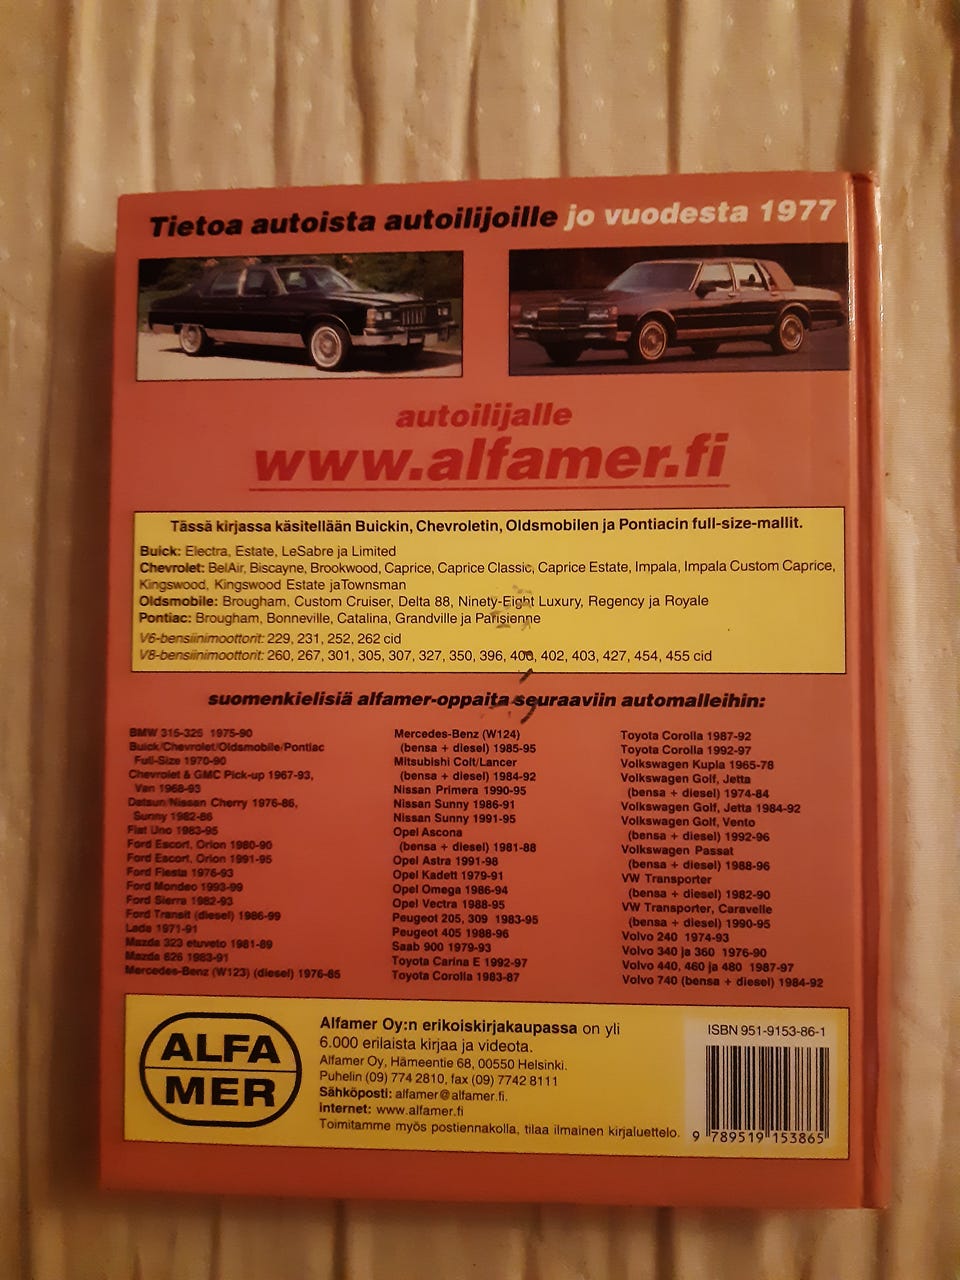 Tietoa autoista autoilijoille jo vuodesta 1977
autoilijalle
www.alfamer.fi
Tässä kirjassa käsitellään Buickin, Chevroletin, Oldsmobilen ja Pontiacin full-size-mallit.
Buick: Electra, Estate, LeSabre ja Limited
Chevrolet: BelAir, Biscayne, Brookwood, Caprice, Caprice Classic, Caprice Estate, Impala, Impala Custom Caprice,
Kingswood, Kingswood Estate jaTownsman
Oldsmobile: Brougham, Custom Cruiser, Delta 88, Ninety-Eight Luxury, Regency ja Royale
Pontiac: Brougham, Bonneville, Catalina, Grandville ja Parisienne
V6-bensiinimoottorit: 229, 231, 252, 262 cid
V8-bensiinimoottorit: 260, 267, 301, 305, 307, 327, 350, 396, 400, 402, 403, 427, 454, 455 cid
suomenkielisiä alfamer-oppaita seuraaviin automalleihin:
BMW 315-325 1975-90
Buick/Chevrolet/Oldsmobile/Pontiac
Full-Size 1970-90
Chevrolet & GMC Pick-up 1967-93,
Van 1968-93
Datsun/Nissan Cherry 1976-86,
Sunny 1982-86
Fiat Uno 1983-95
Ford Escort, Orion 1980-90
Ford Escort, Orion 1991-95
Ford Fiesta 1976-93
Ford Mondeo 1993-99
Ford Sierra 1982-93
Ford Transit (diesel) 1986-99
Lada 1971-91
Mazda 323 etuveto 1981-89
Mazda 626 1983-91
Mercedes-Benz (W123) (diesel) 1976-85
Mercedes-Benz (W124)
(bensa + diesel) 1985-95
Mitsubishi Colt/Lancer
(bensa + diesel) 1984-92
Nissan Primera 1990-95
Nissan Sunny 1986-91
Nissan Sunny 1991-95
Opel Ascona
(bensa + diesel) 1981-88
Opel Astra 1991-98
Opel Kadett 1979-91
Opel Omega 1986-94
Opel Vectra 1988-95
Peugeot 205, 309 1983-95
Peugeot 405 1988-96
Saab 900 1979-93
Toyota Carina E 1992-97
Toyota Corolla 1983-87
Toyota Corolla 1987-92
Toyota Corolla 1992-97
Volkswagen Kupla 1965-78
Volkswagen Golf, Jetta
(bensa + diesel) 1974-84
Volkswagen Golf, Jetta 1984-92
Volkswagen Golf, Vento
(bensa + diesel) 1992-96
Volkswagen Passat
(bensa + diesel) 1988-96
VW Transporter
(bensa + diesel) 1982-90
VW Transporter, Caravelle
(bensa + diesel) 1990-95
Volvo 240 1974-93
Volvo 340 ja 360 1976-90
Volvo 440, 460 ja 480 1987-97
Volvo 740 (bensa + diesel) 1984-92
ALFA
MER
Alfamer Oy:n erikoiskirjakaupassa on yli
6.000 erilaista kirjaa ja videota.
Alfamer Oy, Hämeentie 68, 00550 Helsinki.
Puhelin (09) 774 2810, fax (09) 7742 8111
Sähköposti: alfamer@alfamer.fi.
internet: www.alfamer.fi
Toimitamme myös postiennakolla, tilaa ilmainen kirjaluettelo.
ISBN 951-9153-86-1
9 789519 153865